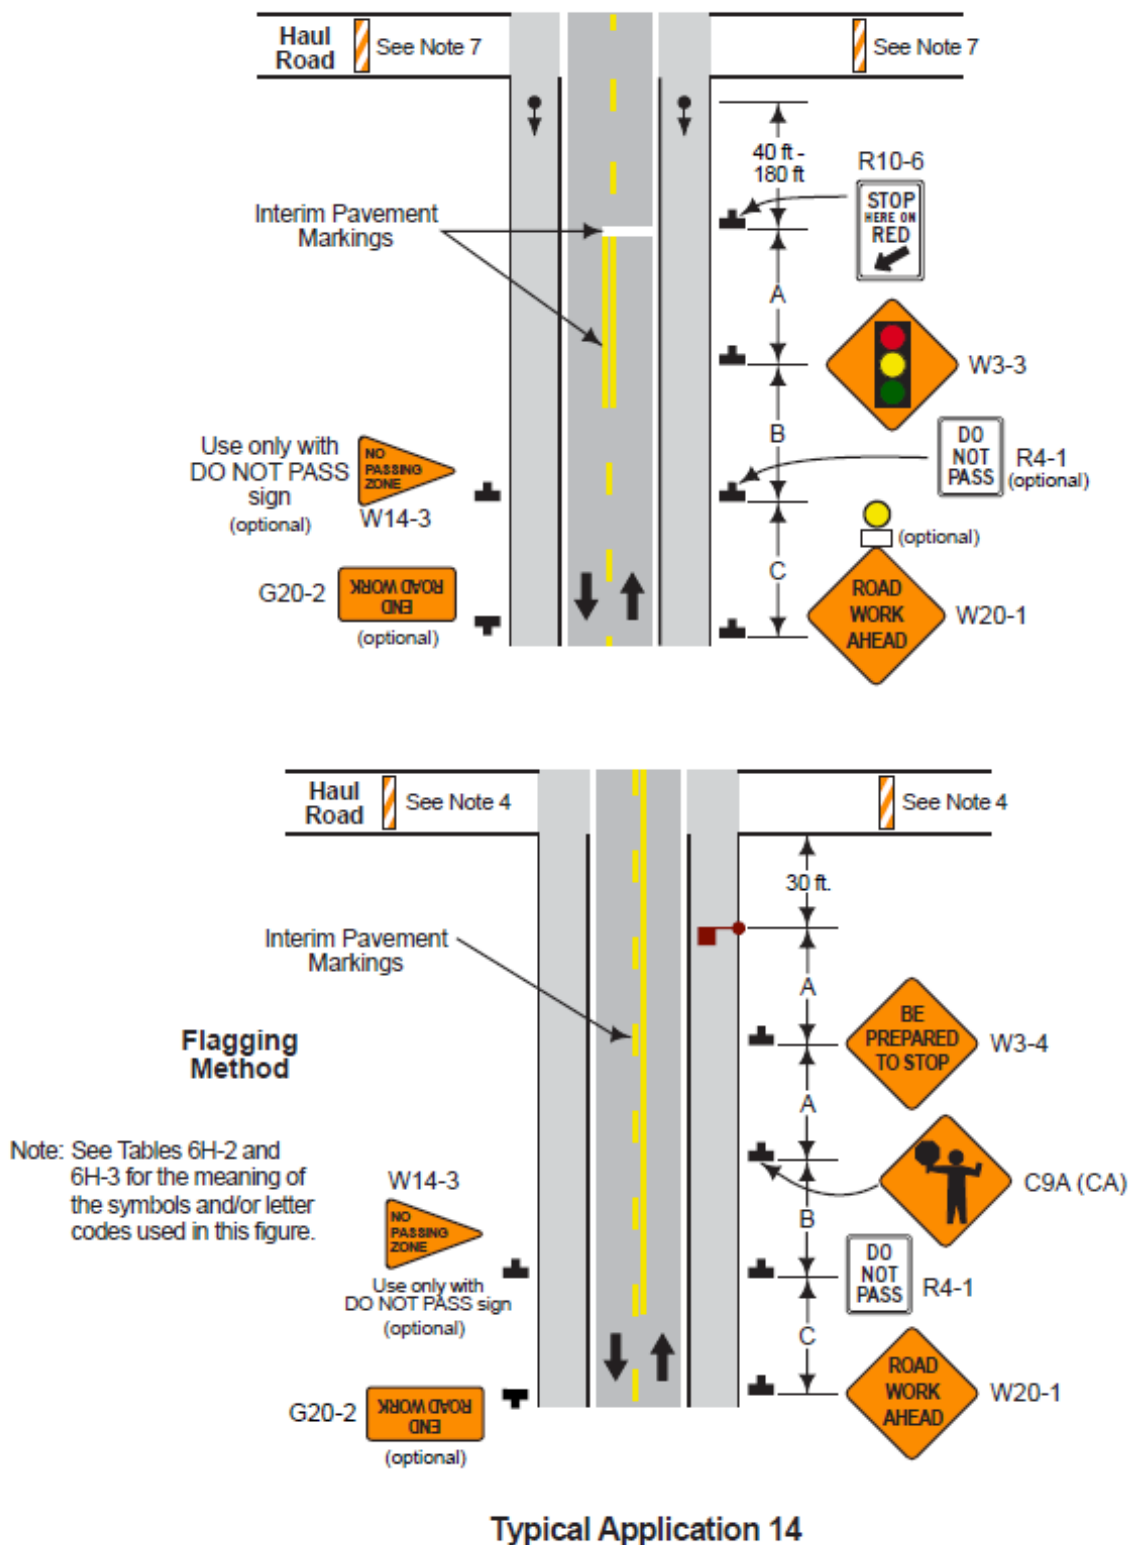 Haul
Road
See Note 7
See Note 7
40 ft -
180 ft
R10-6
STOP
HERE ON
RED
Interim Pavement
Markings
A
W3-3
B
Use only with
DO NOT PASS
sign
(optional)
NO
PASSING
ZONE
W14-3
DO
NOT
PASS
R4-1
(optional)
(optional)
C
G20-2
END
ROAD WORK
(optional)
ROAD
WORK
AHEAD
W20-1
Haul
Road
See Note 4
See Note 4
30 ft.
Interim Pavement
Markings
A
Flagging
Method
BE
PREPARED
TO STOP
W3-4
A
Note: See Tables 6H-2 and
6H-3 for the meaning of
the symbols and/or letter
codes used in this figure.
W14-3
NO
PASSING
ZONE
Use only with
DO NOT PASS sign
(optional)
C9A (CA)
B
DO
NOT
PASS
R4-1
C
G20-2
END
ROAD WORK
(optional)
ROAD
WORK
AHEAD
W20-1
Typical Application 14